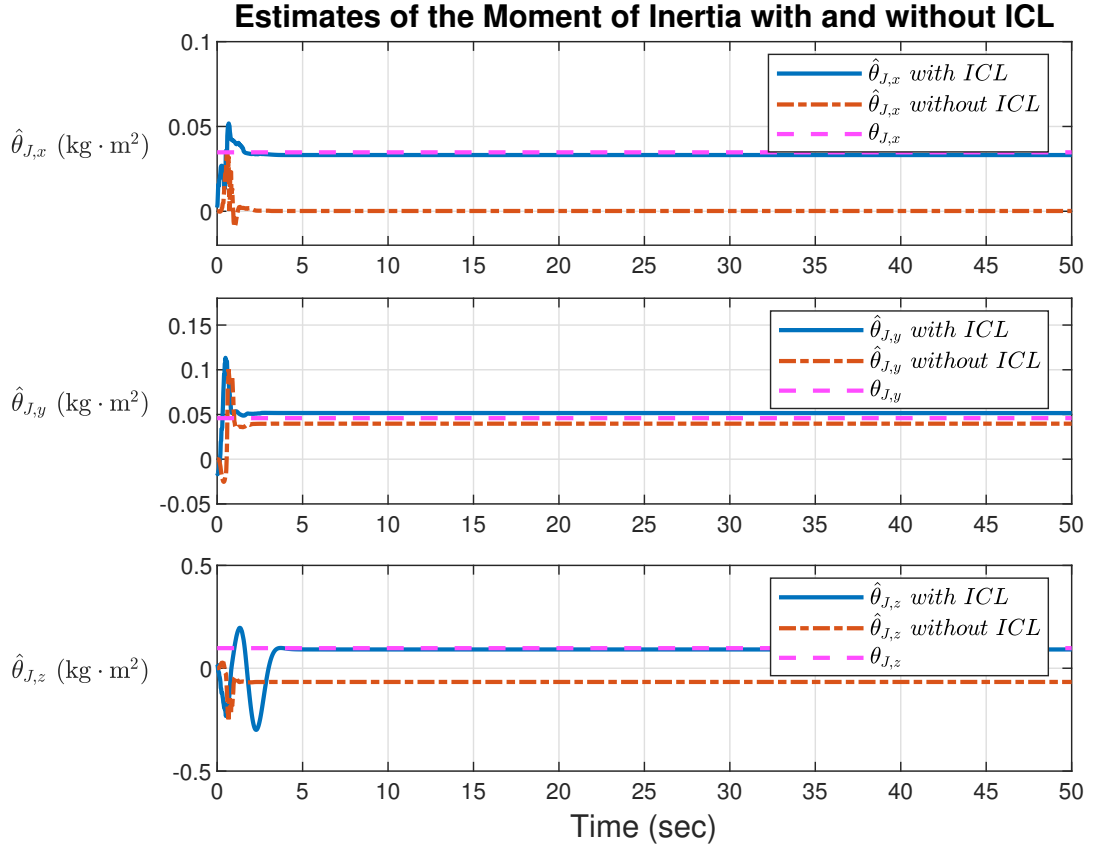 Estimates of the Moment of Inertia with and without ICL
0.1
0.05
0
θ̂_{J,x} (kg · m²)
θ̂_{J,x} with ICL
θ̂_{J,x} without ICL
θ_{J,x}
0 5 10 15 20 25 30 35 40 45 50
0.15
0.1
0.05
0
-0.05
θ̂_{J,y} (kg · m²)
θ̂_{J,y} with ICL
θ̂_{J,y} without ICL
θ_{J,y}
0 5 10 15 20 25 30 35 40 45 50
0.5
0
-0.5
θ̂_{J,z} (kg · m²)
θ̂_{J,z} with ICL
θ̂_{J,z} without ICL
θ_{J,z}
0 5 10 15 20 25 30 35 40 45 50
Time (sec)